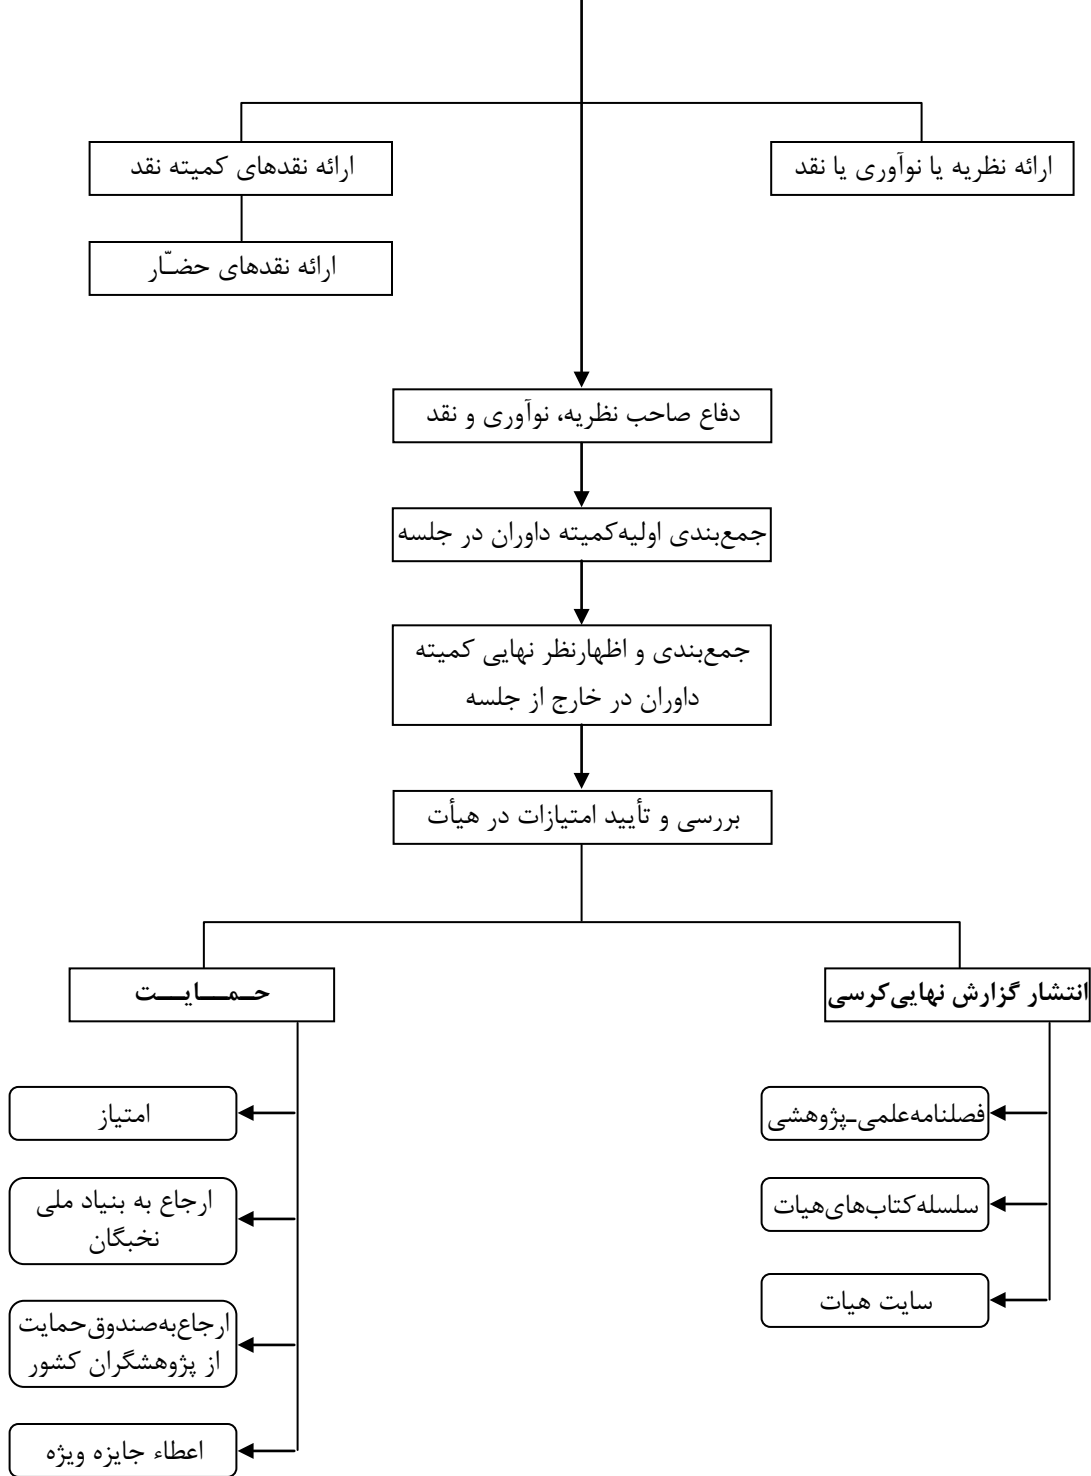 ارائه نظریه یا نوآوری یا نقد
ارائه نقدهای کمیته نقد
ارائه نقدهای حضّار
دفاع صاحب نظریه، نوآوری و نقد
جمع‌بندی اولیه کمیته داوران در جلسه
جمع‌بندی و اظهارنظر نهایی کمیته
داوران در خارج از جلسه
بررسی و تأیید امتیازات در هیأت
انتشار گزارش نهایی کرسی
فصلنامه علمی ـ پژوهشی
سلسله کتاب‌های هیات
سایت هیات
حـمـــایـــت
امتیاز
ارجاع به بنیاد ملی
نخبگان
ارجاع به صندوق حمایت
از پژوهشگران کشور
اعطاء جایزه ویژه